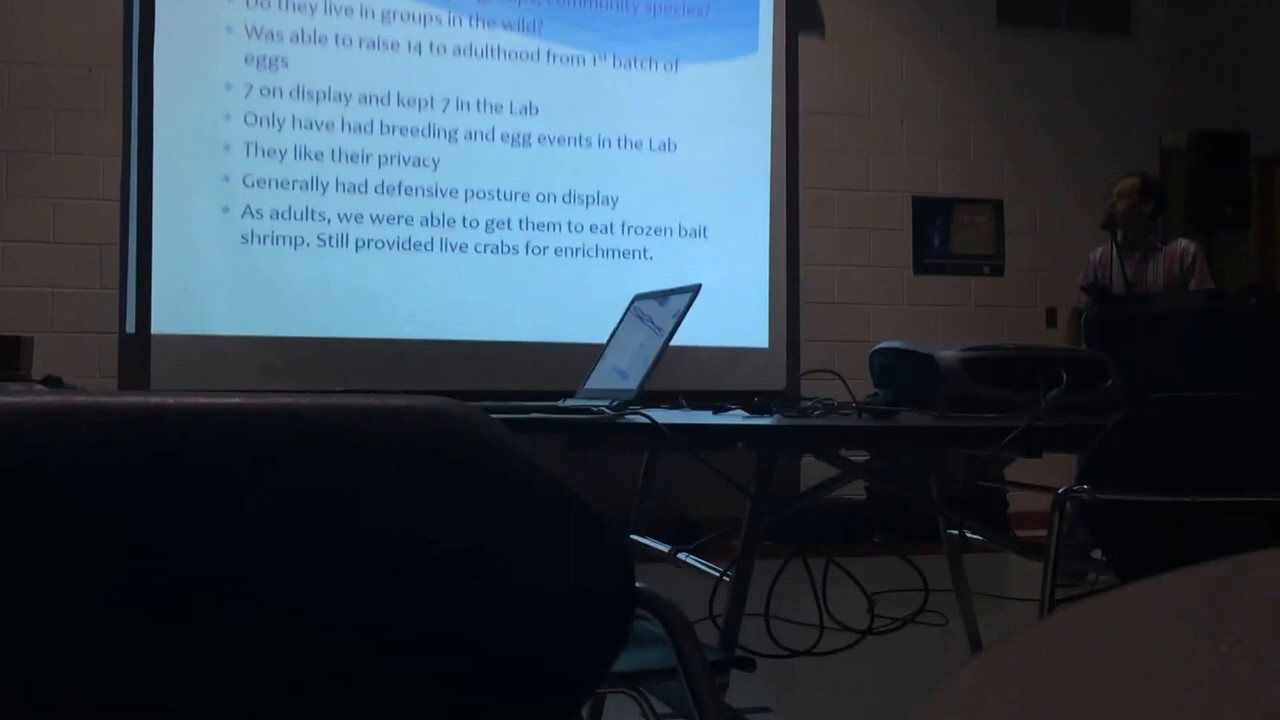 groups, community species?
Do they live in groups in the wild?
Was able to raise 14 to adulthood from 1st batch of
eggs
7 on display and kept 7 in the Lab
Only have had breeding and egg events in the Lab
They like their privacy
Generally had defensive posture on display
As adults, we were able to get them to eat frozen bait
shrimp. Still provided live crabs for enrichment.